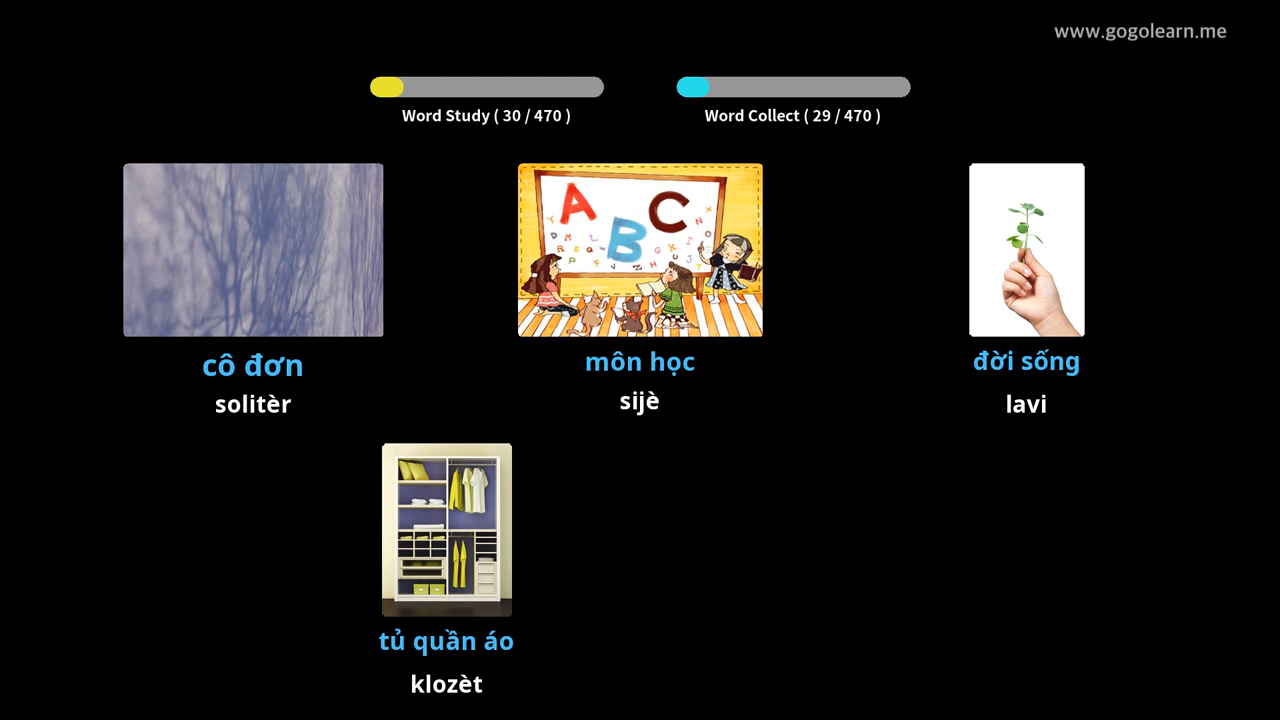 www.gogolearn.me
Word Study ( 30 / 470 )
Word Collect ( 29 / 470 )
A B C
cô đơn
solitèr
môn học
sijè
đời sống
lavi
tủ quần áo
klozèt